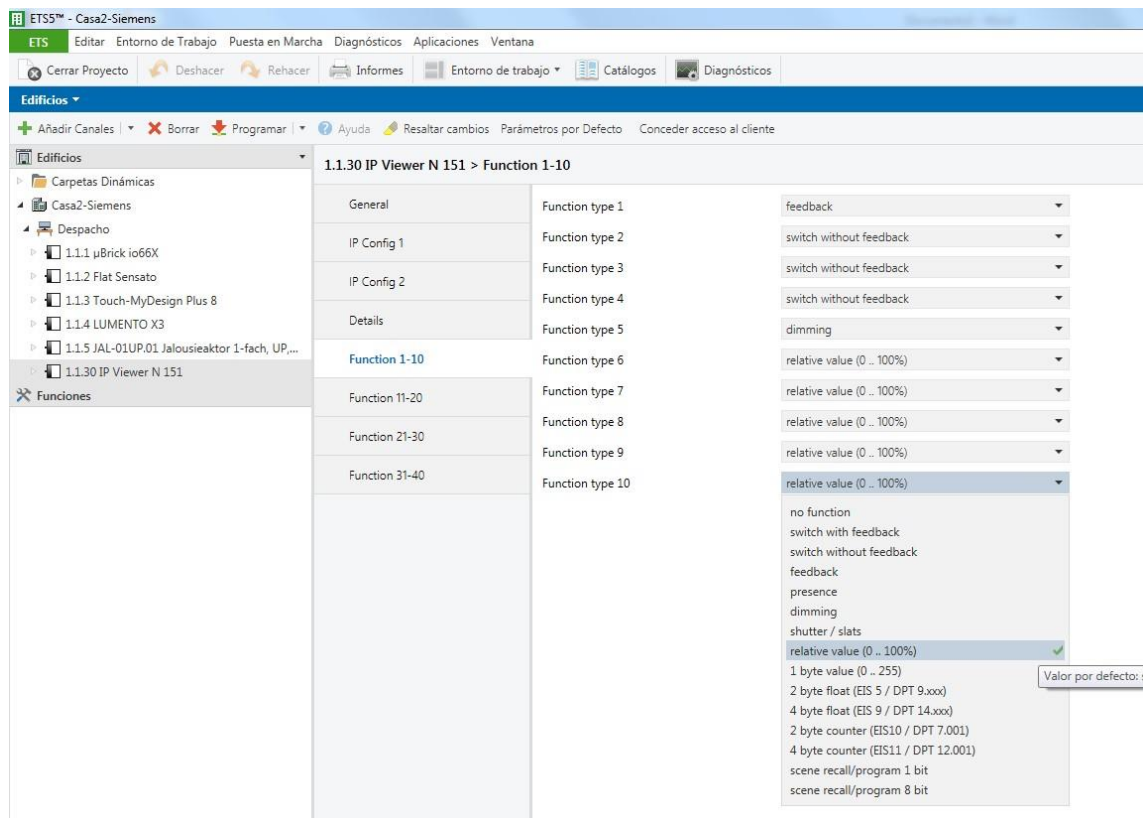 ETS5™ - Casa2-Siemens
ETS Editar Entorno de Trabajo Puesta en Marcha Diagnósticos Aplicaciones Ventana
Cerrar Proyecto Deshacer Rehacer Informes Entorno de trabajo Catálogos Diagnósticos
Edificios
Añadir Canales Borrar Programar Ayuda Resaltar cambios Parámetros por Defecto Conceder acceso al cliente
Edificios
Carpetas Dinámicas
Casa2-Siemens
Despacho
1.1.1 µBrick io66X
1.1.2 Flat Sensato
1.1.3 Touch-MyDesign Plus 8
1.1.4 LUMENTO X3
1.1.5 JAL-01UP.01 Jalousieaktor 1-fach, UP,...
1.1.30 IP Viewer N 151
Funciones
1.1.30 IP Viewer N 151 > Function 1-10
General
IP Config 1
IP Config 2
Details
Function 1-10
Function 11-20
Function 21-30
Function 31-40
Function type 1 feedback
Function type 2 switch without feedback
Function type 3 switch without feedback
Function type 4 switch without feedback
Function type 5 dimming
Function type 6 relative value (0 .. 100%)
Function type 7 relative value (0 .. 100%)
Function type 8 relative value (0 .. 100%)
Function type 9 relative value (0 .. 100%)
Function type 10 relative value (0 .. 100%)
no function
switch with feedback
switch without feedback
feedback
presence
dimming
shutter / slats
relative value (0 .. 100%)
1 byte value (0 .. 255)
2 byte float (EIS 5 / DPT 9.xxx)
4 byte float (EIS 9 / DPT 14.xxx)
2 byte counter (EIS10 / DPT 7.001)
4 byte counter (EIS11 / DPT 12.001)
scene recall/program 1 bit
scene recall/program 8 bit
Valor por defecto: